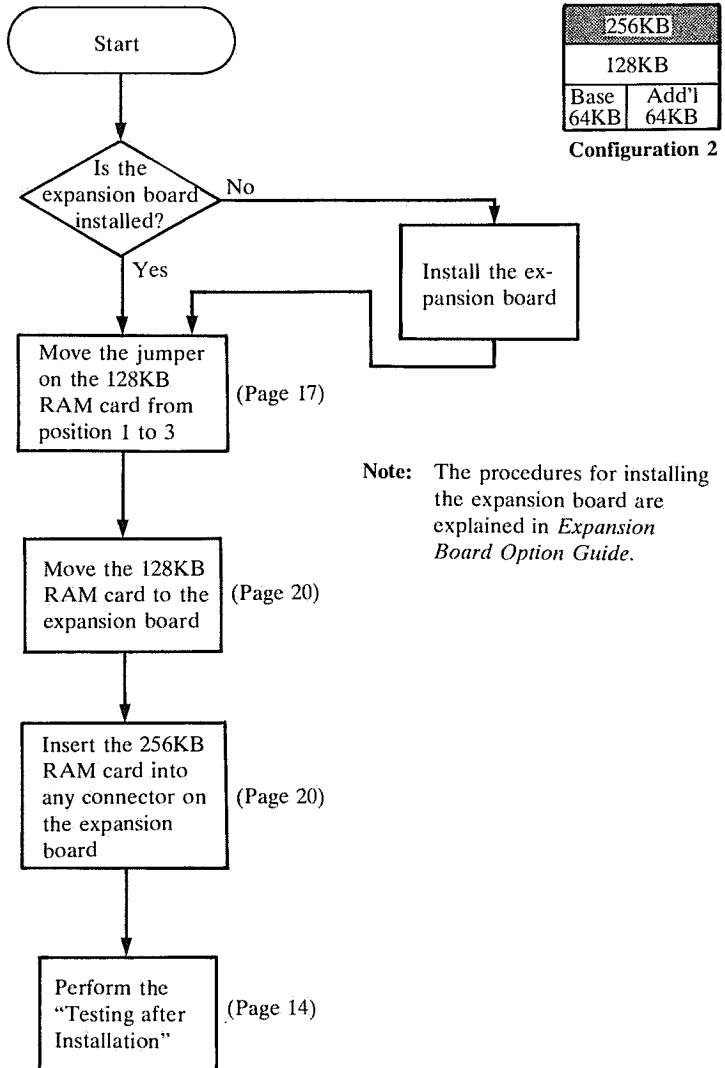 Start
256KB
128KB
Base Add'l
64KB 64KB
Configuration 2
Is the
expansion board
installed?
No
Yes
Install the ex-
pansion board
Move the jumper
on the 128KB
RAM card from
position 1 to 3
(Page 17)
Note: The procedures for installing
the expansion board are
explained in Expansion
Board Option Guide.
Move the 128KB
RAM card to the
expansion board
(Page 20)
Insert the 256KB
RAM card into
any connector on
the expansion
board
(Page 20)
Perform the
“Testing after
Installation”
(Page 14)